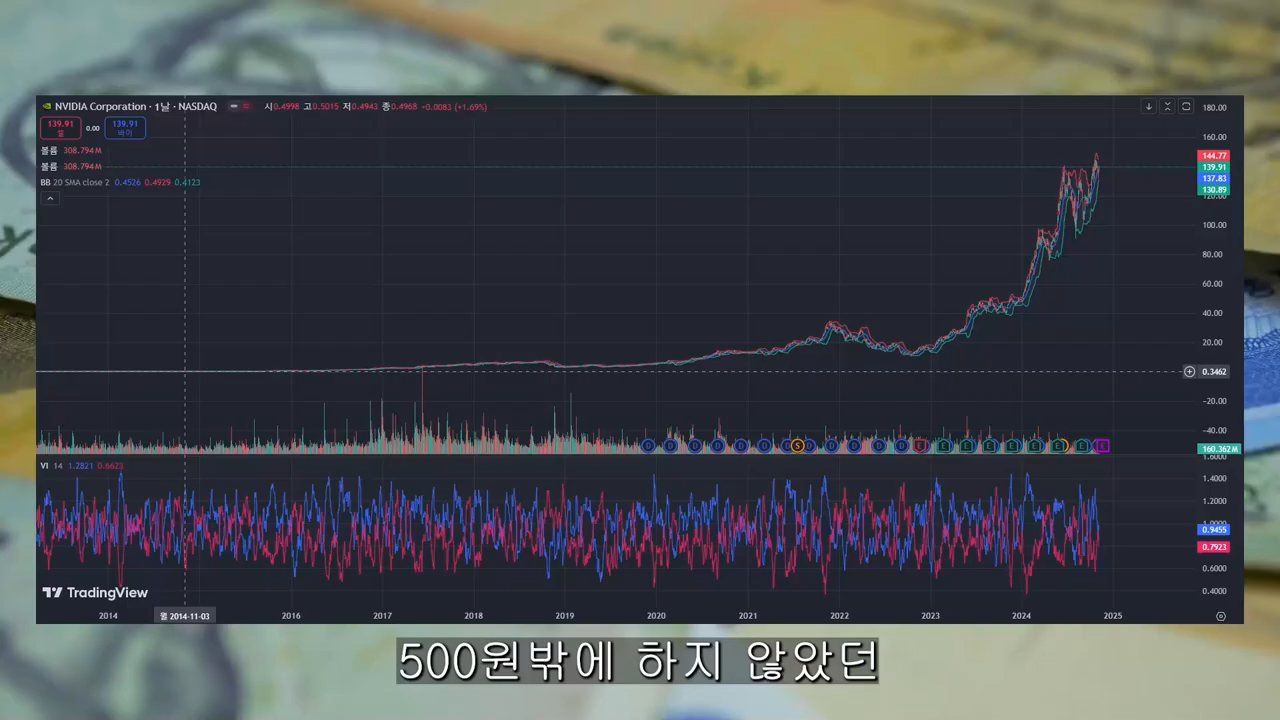 NVIDIA Corporation · 1날 · NASDAQ 시0.4998 고0.5015 저0.4943 종0.4968 +0.0083 (+1.69%)
139.91 0.00 139.91
셀 바이
볼륨 308.794M
볼륨 308.794M
BB 20 SMA close 2 0.4526 0.4929 0.4123
180.00
160.00
144.77
139.91
137.83
130.89
120.00
100.00
80.00
60.00
40.00
20.00
0.3462
−20.00
−40.00
160.362M
1.6000
VI 14 1.2821 0.6623
1.4000
1.2000
1.0000
0.9455
0.7923
0.6000
0.4000
TradingView
2014 월 2014-11-03 2016 2017 2018 2019 2020 2021 2022 2023 2024 2025
500원밖에 하지 않았던